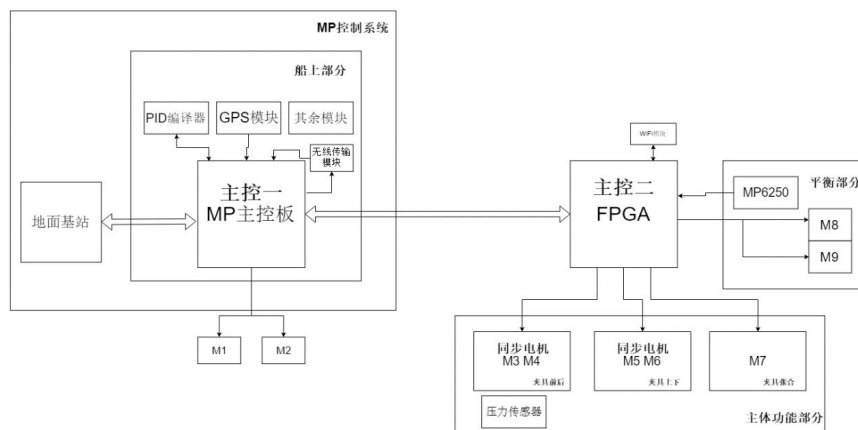 MP控制系统
船上部分
PID编译器
GPS模块
其余模块
无线传输
模块
主控一
MP主控板
地面基站
M1
M2
WIFI模块
主控二
FPGA
平衡部分
MP6250
M8
M9
同步电机
M3 M4
夹具前后
同步电机
M5 M6
夹具上下
M7
夹具张合
压力传感器
主体功能部分